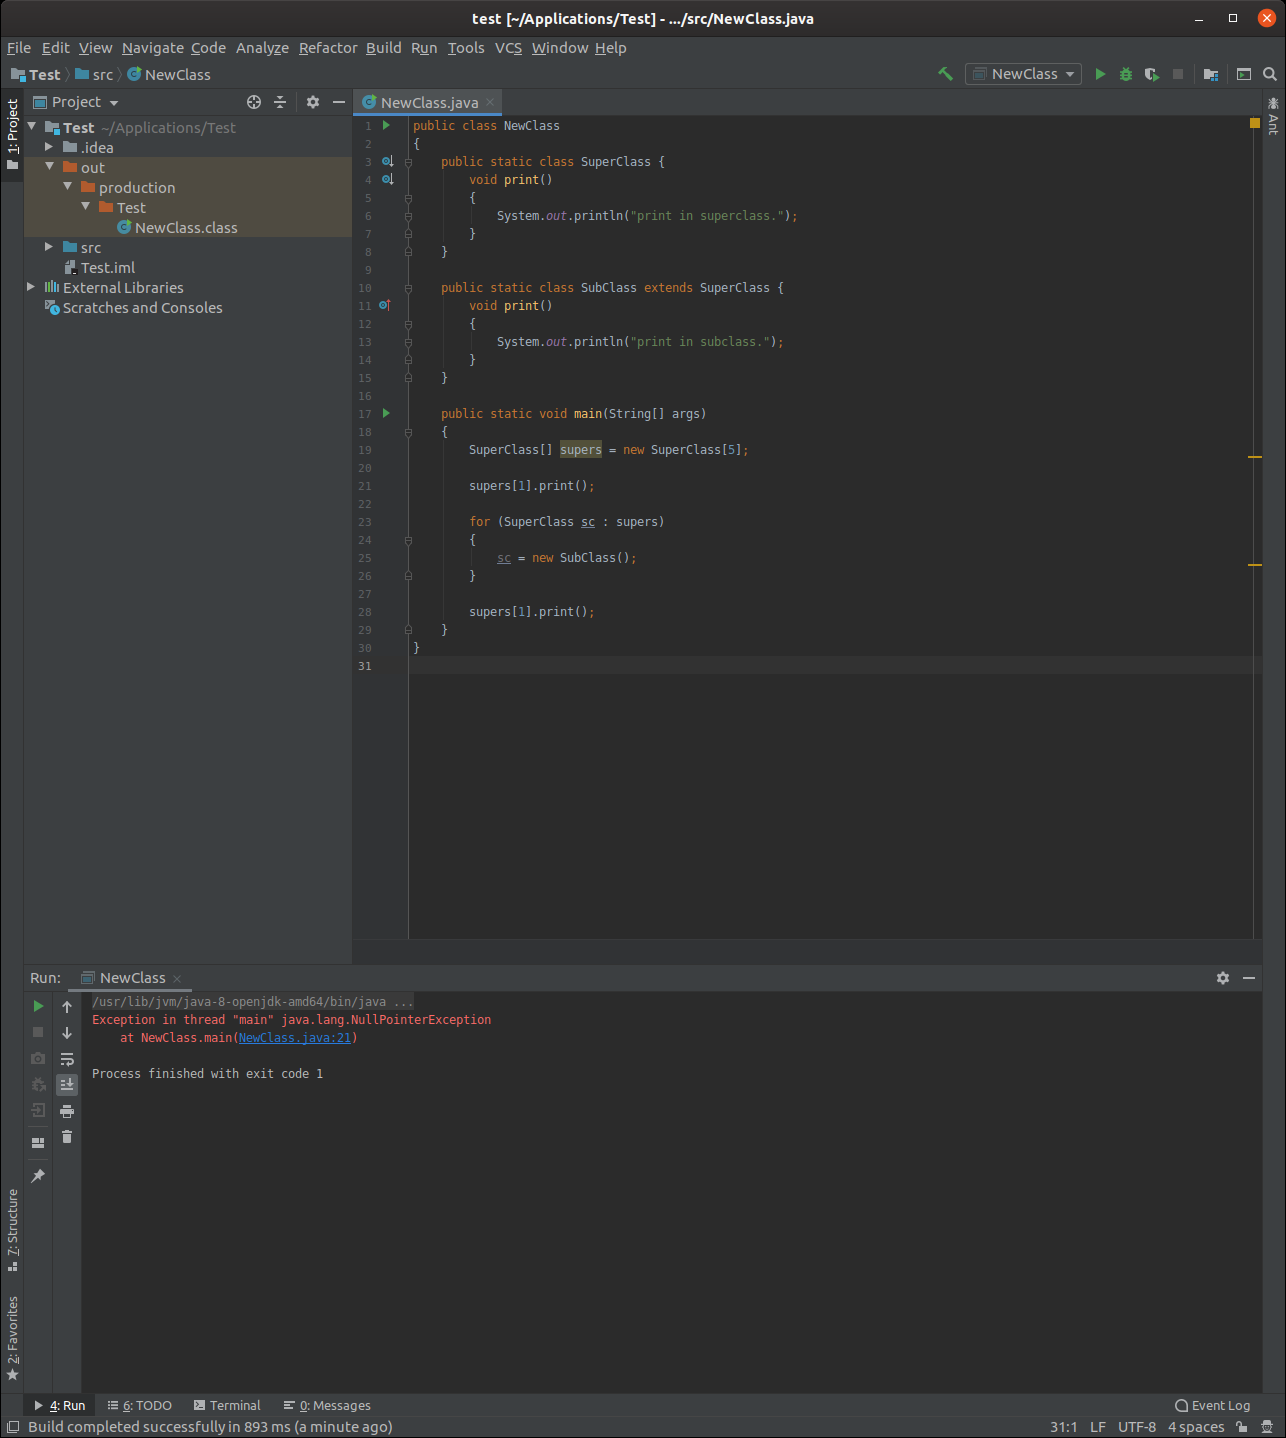 test [~/Applications/Test] - .../src/NewClass.java
File Edit View Navigate Code Analyze Refactor Build Run Tools VCS Window Help
Test src NewClass
NewClass
1: Project
Project
NewClass.java
Ant
Test ~/Applications/Test
.idea
out
production
Test
NewClass.class
src
Test.iml
External Libraries
Scratches and Consoles
1 public class NewClass
2 {
3     public static class SuperClass {
4         void print()
5         {
6             System.out.println("print in superclass.");
7         }
8     }
9
10     public static class SubClass extends SuperClass {
11         void print()
12         {
13             System.out.println("print in subclass.");
14         }
15     }
16
17     public static void main(String[] args)
18     {
19         SuperClass[] supers = new SuperClass[5];
20
21         supers[1].print();
22
23         for (SuperClass sc : supers)
24         {
25             sc = new SubClass();
26         }
27
28         supers[1].print();
29     }
30 }
31
Run: NewClass
/usr/lib/jvm/java-8-openjdk-amd64/bin/java ...
Exception in thread "main" java.lang.NullPointerException
    at NewClass.main(NewClass.java:21)
Process finished with exit code 1
7: Structure
2: Favorites
4: Run 6: TODO Terminal 0: Messages Event Log
Build completed successfully in 893 ms (a minute ago) 31:1 LF UTF-8 4 spaces